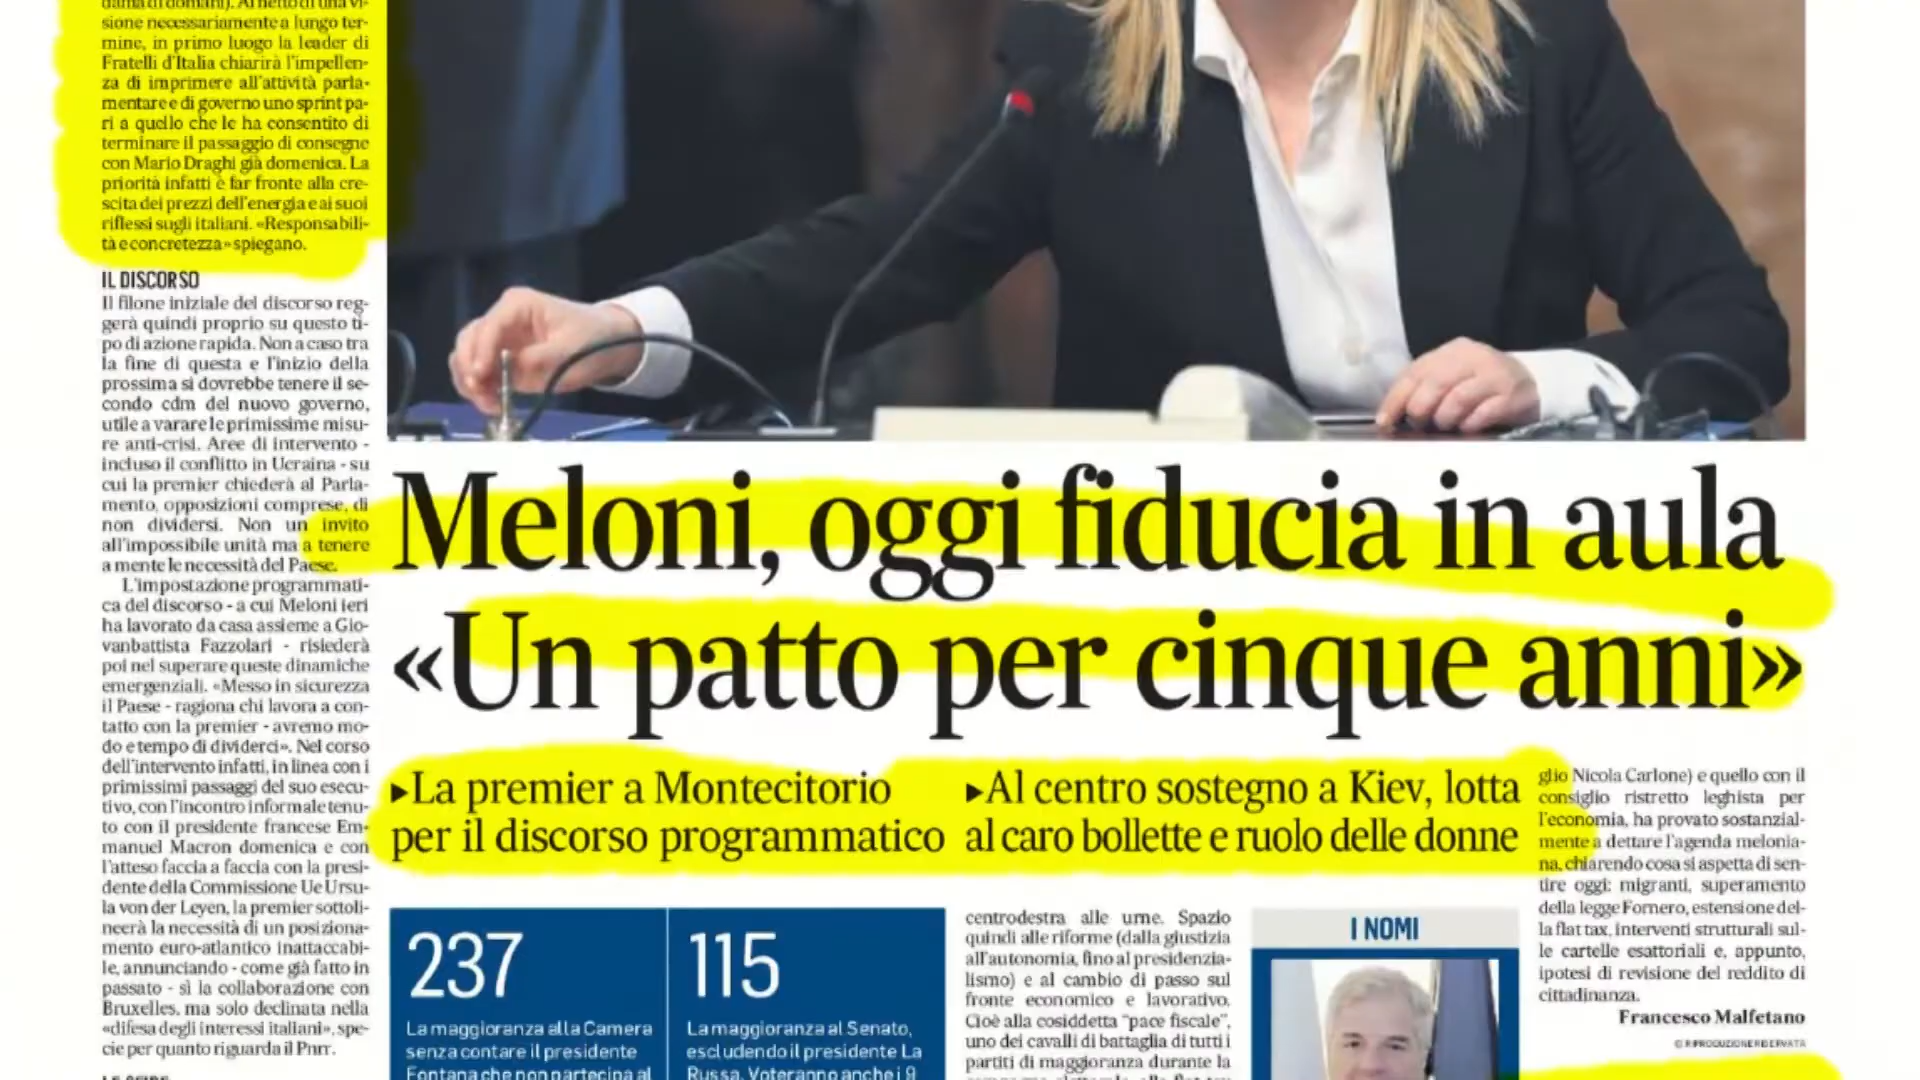 sione necessariamente a lungo ter-
mine, in primo luogo la leader di
Fratelli d'Italia chiarirà l'impellen-
za di imprimere all'attività parla-
mentare e di governo uno sprint pa-
ri a quello che le ha consentito di
terminare il passaggio di consegne
con Mario Draghi già domenica. La
priorità infatti è far fronte alla cre-
scita dei prezzi dell'energia e ai suoi
riflessi sugli italiani. «Responsabili-
tà e concretezza» spiegano.
IL DISCORSO
Il filone iniziale del discorso reg-
gerà quindi proprio su questo ti-
po di azione rapida. Non a caso tra
la fine di questa e l'inizio della
prossima si dovrebbe tenere il se-
condo cdm del nuovo governo,
utile a varare le primissime misu-
re anti-crisi. Aree di intervento -
incluso il conflitto in Ucraina - su
cui la premier chiederà al Parla-
mento, opposizioni comprese, di
non dividersi. Non un invito
all'impossibile unità ma a tenere
a mente le necessità del Paese.
L'impostazione programmati-
ca del discorso - a cui Meloni ieri
ha lavorato da casa assieme a Gio-
vanbattista Fazzolari - risiederà
poi nel superare queste dinamiche
emergenziali. «Messo in sicurezza
il Paese - ragiona chi lavora a con-
tatto con la premier - avremo mo-
do e tempo di dividerci». Nel corso
dell'intervento infatti, in linea con i
primissimi passaggi del suo esecu-
tivo, con l'incontro informale tenu-
to con il presidente francese Em-
manuel Macron domenica e con
l'atteso faccia a faccia con la presi-
dente della Commissione Ue Ursu-
la von der Leyen, la premier sottoli-
neerà la necessità di un posiziona-
mento euro-atlantico inattaccabi-
le, annunciando - come già fatto in
passato - sì la collaborazione con
Bruxelles, ma solo declinata nella
«difesa degli interessi italiani», spe-
cie per quanto riguarda il Pnrr.
Meloni, oggi fiducia in aula
«Un patto per cinque anni»
▸La premier a Montecitorio
per il discorso programmatico
▸Al centro sostegno a Kiev, lotta
al caro bollette e ruolo delle donne
237
La maggioranza alla Camera
senza contare il presidente
Fontana che non partecipa al
115
La maggioranza al Senato,
escludendo il presidente La
Russa. Voteranno anche i 9
centrodestra alle urne. Spazio
quindi alle riforme (dalla giustizia
all'autonomia, fino al presidenzia-
lismo) e al cambio di passo sul
fronte economico e lavorativo.
Cioè alla cosiddetta "pace fiscale",
uno dei cavalli di battaglia di tutti i
partiti di maggioranza durante la
I NOMI
glio Nicola Carlone) e quello con il
consiglio ristretto leghista per
l'economia, ha provato sostanzial-
mente a dettare l'agenda melonia-
na, chiarendo cosa si aspetta di sen-
tire oggi: migranti, superamento
della legge Fornero, estensione del-
la flat tax, interventi strutturali sul-
le cartelle esattoriali e, appunto,
ipotesi di revisione del reddito di
cittadinanza.
Francesco Malfetano
© RIPRODUZIONE RISERVATA